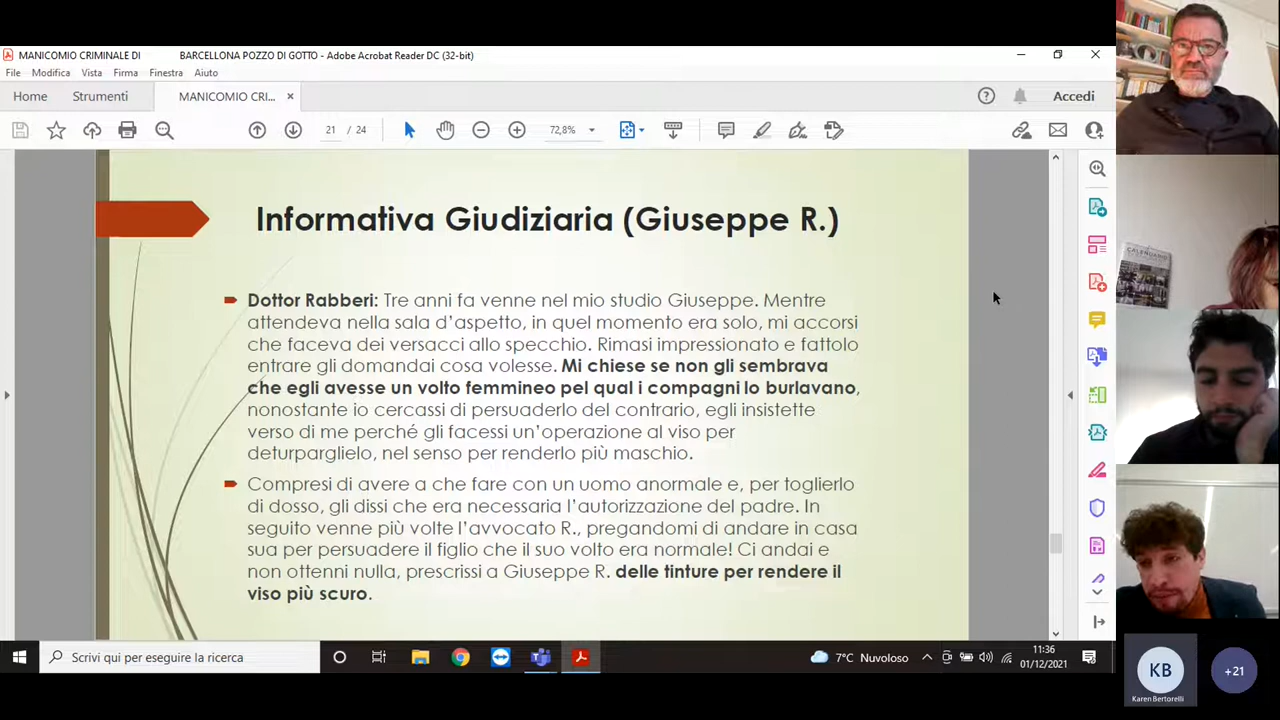 MANICOMIO CRIMINALE DI BARCELLONA POZZO DI GOTTO - Adobe Acrobat Reader DC (32-bit)
File Modifica Vista Firma Finestra Aiuto
Home Strumenti MANICOMIO CRI... × Accedi
21 / 24 72,8%
Informativa Giudiziaria (Giuseppe R.)
Dottor Rabberi: Tre anni fa venne nel mio studio Giuseppe. Mentre
attendeva nella sala d'aspetto, in quel momento era solo, mi accorsi
che faceva dei versacci allo specchio. Rimasi impressionato e fattolo
entrare gli domandai cosa volesse. Mi chiese se non gli sembrava
che egli avesse un volto femmineo pel qual i compagni lo burlavano,
nonostante io cercassi di persuaderlo del contrario, egli insistette
verso di me perché gli facessi un'operazione al viso per
deturparglielo, nel senso per renderlo più maschio.
Compresi di avere a che fare con un uomo anormale e, per toglierlo
di dosso, gli dissi che era necessaria l'autorizzazione del padre. In
seguito venne più volte l'avvocato R., pregandomi di andare in casa
sua per persuadere il figlio che il suo volto era normale! Ci andai e
non ottenni nulla, prescrissi a Giuseppe R. delle tinture per rendere il
viso più scuro.
Scrivi qui per eseguire la ricerca
7°C Nuvoloso
11:36
01/12/2021
CALENDARIO
KB
Karen Bertorelli
+21